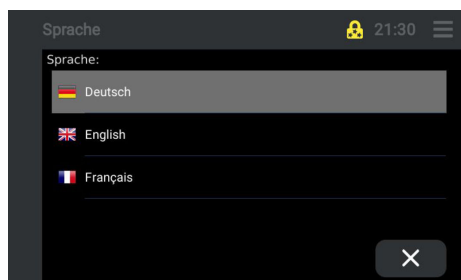 Sprache 21:30
Sprache:
Deutsch
English
Français